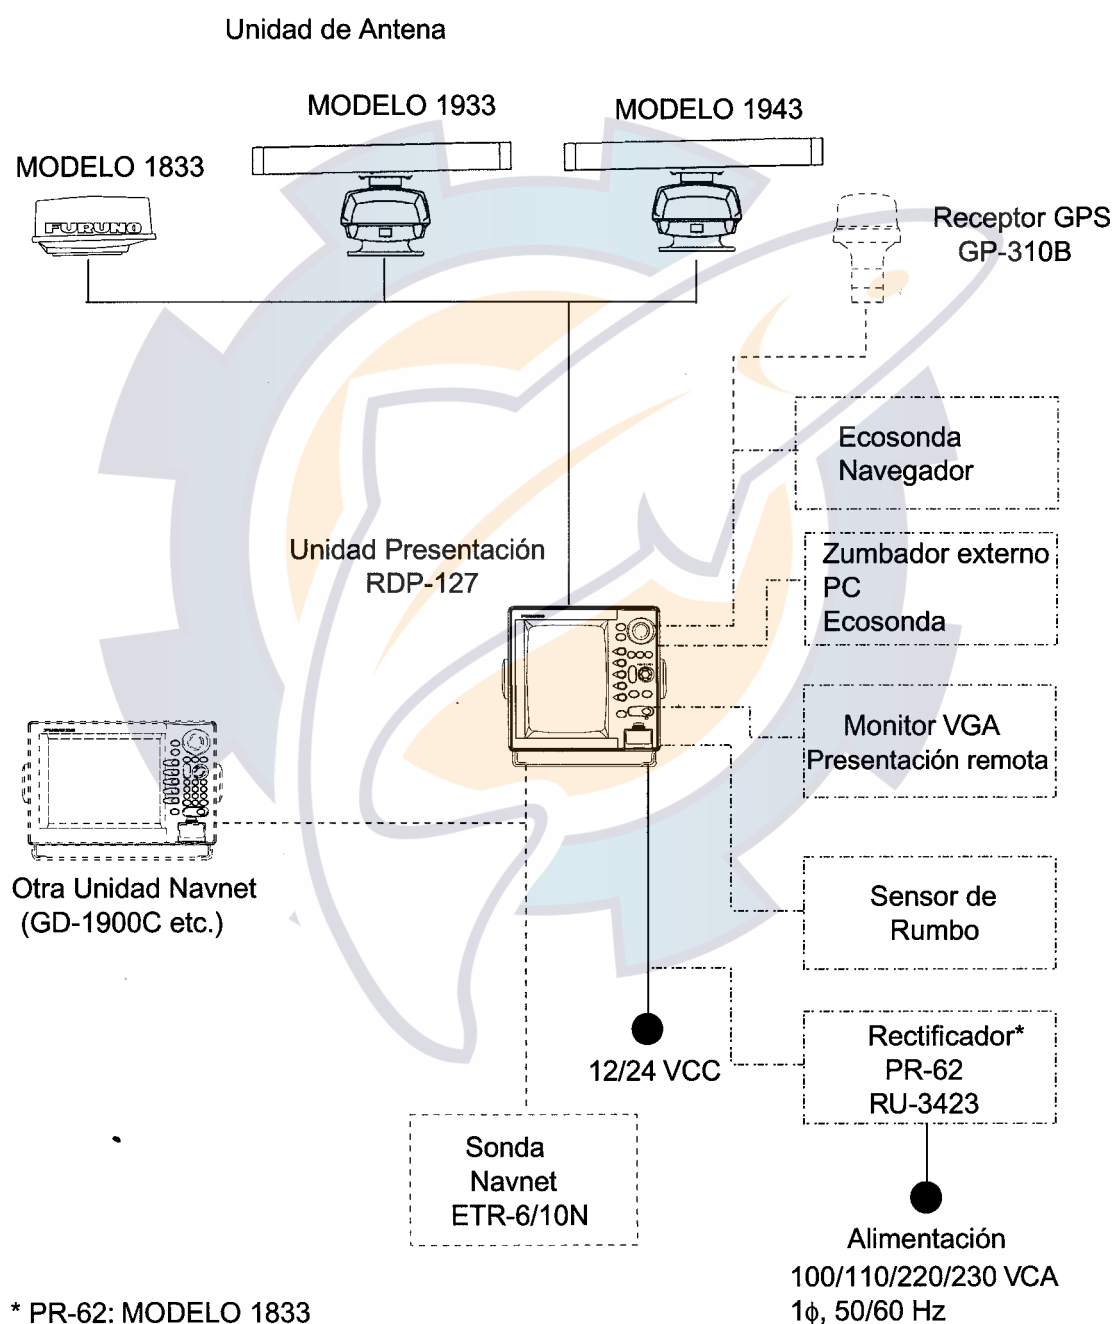 Unidad de Antena
MODELO 1933
MODELO 1943
MODELO 1833
FURUNO
Receptor GPS
GP-310B
Ecosonda
Navegador
Unidad Presentación
RDP-127
Zumbador externo
PC
Ecosonda
Monitor VGA
Presentación remota
Otra Unidad Navnet
(GD-1900C etc.)
Sensor de
Rumbo
12/24 VCC
Rectificador*
PR-62
RU-3423
Sonda
Navnet
ETR-6/10N
Alimentación
100/110/220/230 VCA
1ϕ, 50/60 Hz
* PR-62: MODELO 1833